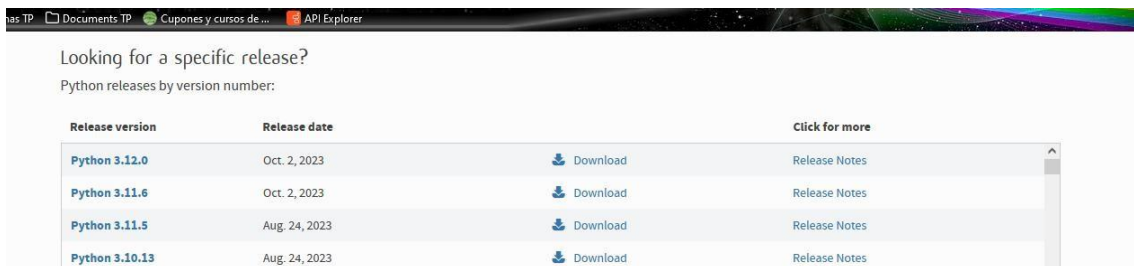 nas TP Documents TP Cupones y cursos de ... API Explorer
Looking for a specific release?
Python releases by version number:
Release version Release date Click for more
Python 3.12.0 Oct. 2, 2023 Download Release Notes
Python 3.11.6 Oct. 2, 2023 Download Release Notes
Python 3.11.5 Aug. 24, 2023 Download Release Notes
Python 3.10.13 Aug. 24, 2023 Download Release Notes